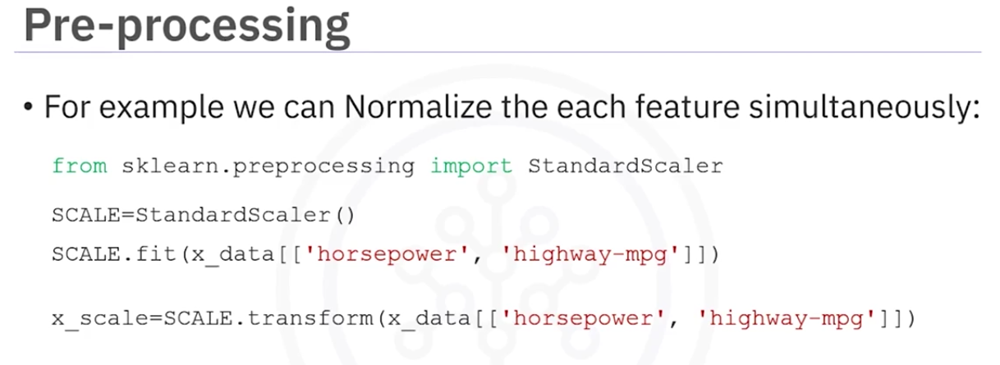 Pre-processing
• For example we can Normalize the each feature simultaneously:
from sklearn.preprocessing import StandardScaler
SCALE=StandardScaler()
SCALE.fit(x_data[['horsepower', 'highway-mpg']])
x_scale=SCALE.transform(x_data[['horsepower', 'highway-mpg']])